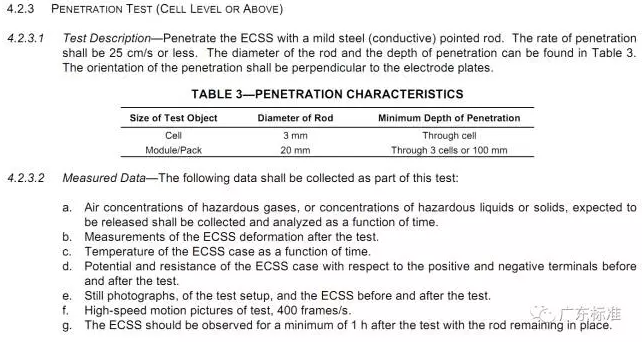 4.2.3 PENETRATION TEST (CELL LEVEL OR ABOVE)
4.2.3.1 Test Description—Penetrate the ECSS with a mild steel (conductive) pointed rod. The rate of penetration
shall be 25 cm/s or less. The diameter of the rod and the depth of penetration can be found in Table 3.
The orientation of the penetration shall be perpendicular to the electrode plates.
TABLE 3—PENETRATION CHARACTERISTICS
Size of Test Object Diameter of Rod Minimum Depth of Penetration
Cell 3 mm Through cell
Module/Pack 20 mm Through 3 cells or 100 mm
4.2.3.2 Measured Data—The following data shall be collected as part of this test:
a. Air concentrations of hazardous gases, or concentrations of hazardous liquids or solids, expected to
be released shall be collected and analyzed as a function of time.
b. Measurements of the ECSS deformation after the test.
c. Temperature of the ECSS case as a function of time.
d. Potential and resistance of the ECSS case with respect to the positive and negative terminals before
and after the test.
e. Still photographs, of the test setup, and the ECSS before and after the test.
f. High-speed motion pictures of test, 400 frames/s.
g. The ECSS should be observed for a minimum of 1 h after the test with the rod remaining in place.
广东标准